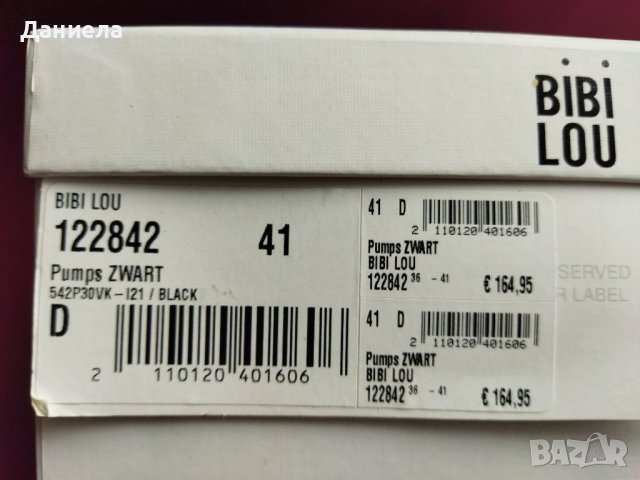 Даниела
BiBi
LOU
BIBI LOU
122842 41
Pumps ZWART
542P30VK-I21 / BLACK
D
2 110120 401606
41 D
2 110120 401606
Pumps ZWART
BIBI LOU
122842 36 - 41 € 164,95
41 D
2 110120 401606
Pumps ZWART
BIBI LOU
122842 36 - 41 € 164,95
SERVED
R LABEL
BAZAR
bg